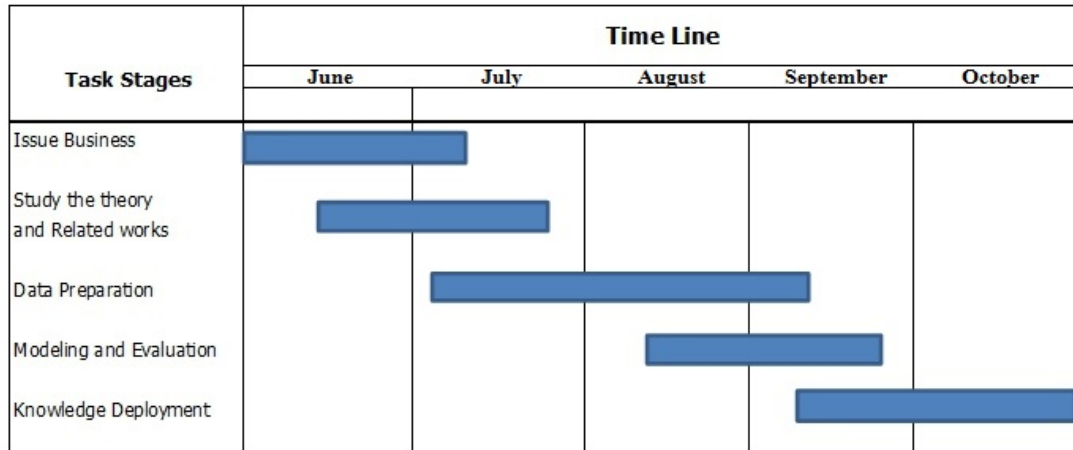 Task Stages
Time Line
June July August September October
Issue Business
Study the theory
and Related works
Data Preparation
Modeling and Evaluation
Knowledge Deployment